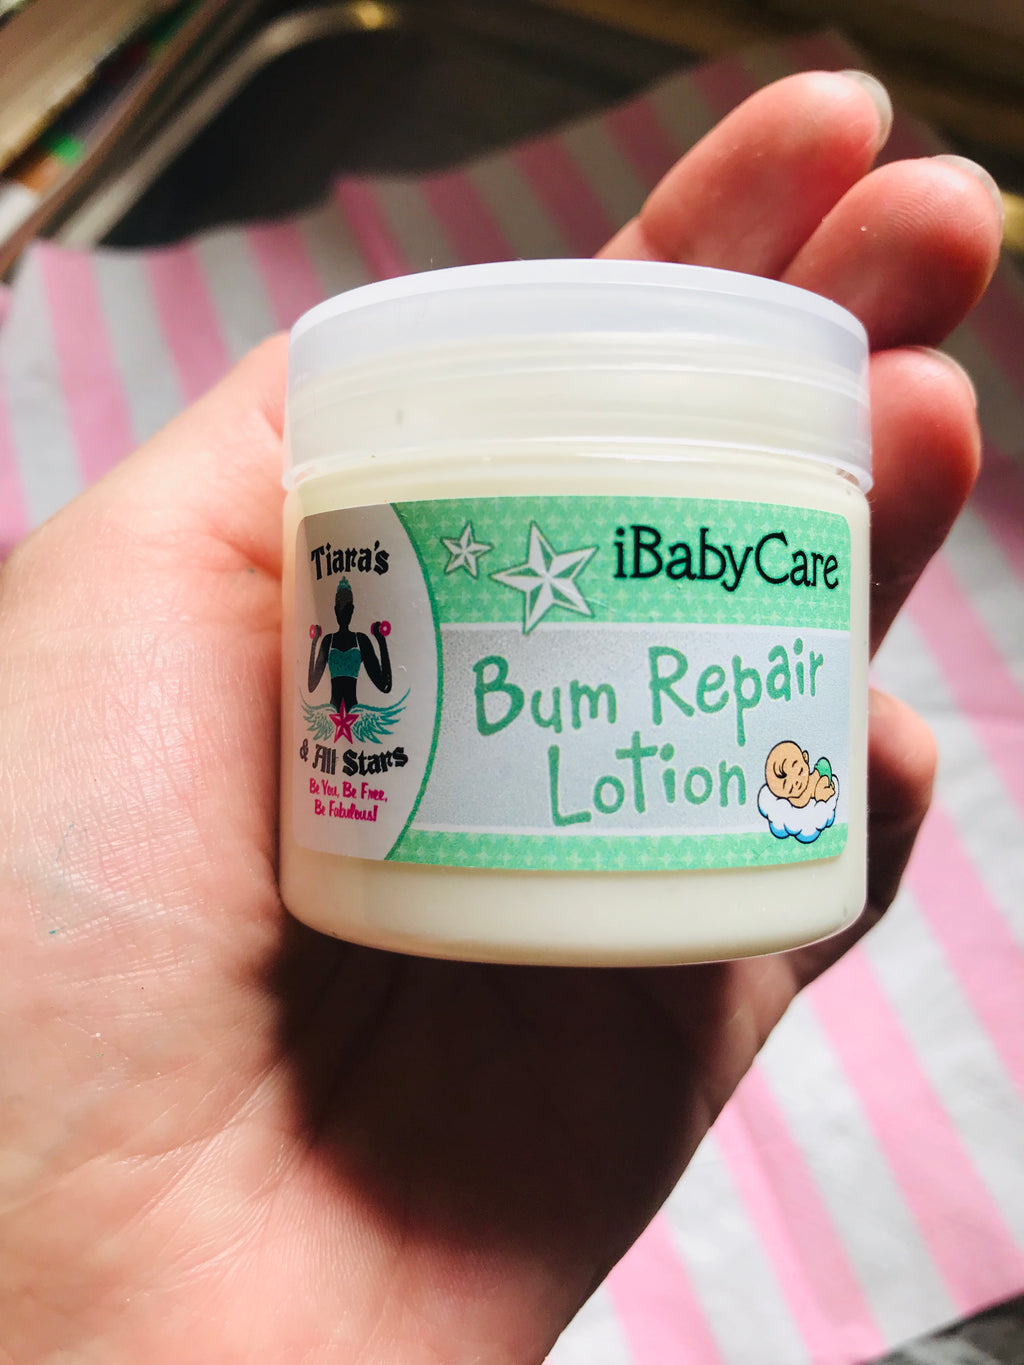 Tiara's
& All Stars
Be You, Be Free,
Be Fabulous!
iBabyCare
Bum Repair
Lotion